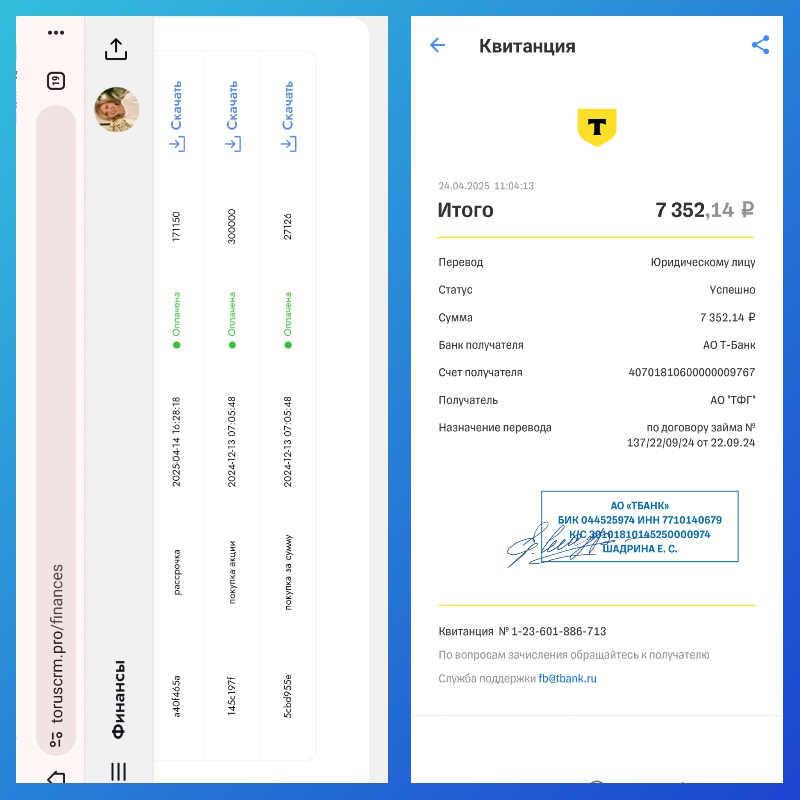 19
toruscrm.pro/finances
Финансы
a40f465a рассрочка 2025-04-14 16:28:18 Оплачена 171150 Скачать
145c197f покупка акции 2024-12-13 07:05:48 Оплачена 300000 Скачать
5cbd955e покупка за сумму 2024-12-13 07:05:48 Оплачена 27126 Скачать
Квитанция
Т
24.04.2025 11:04:13
Итого 7 352,14 ₽
Перевод Юридическому лицу
Статус Успешно
Сумма 7 352,14 ₽
Банк получателя АО Т-Банк
Счет получателя 40701810600000009767
Получатель АО "ТФГ"
Назначение перевода по договору займа №
137/22/09/24 от 22.09.24
АО «ТБАНК»
БИК 044525974 ИНН 7710140679
К/С 30101810145250000974
ШАДРИНА Е. С.
Квитанция № 1-23-601-886-713
По вопросам зачисления обращайтесь к получателю
Служба поддержки fb@tbank.ru